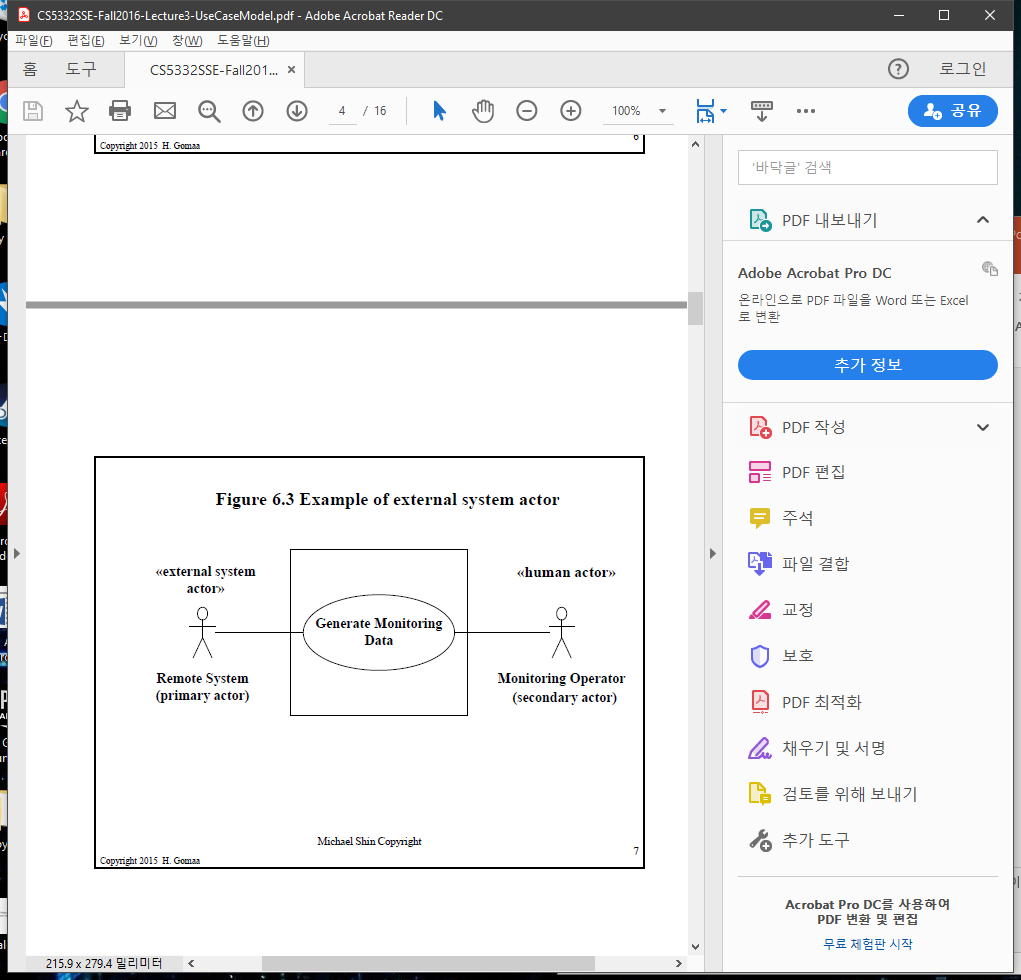 CS5332SSE-Fall2016-Lecture3-UseCaseModel.pdf - Adobe Acrobat Reader DC
파일(F) 편집(E) 보기(V) 창(W) 도움말(H)
홈 도구 CS5332SSE-Fall201... × 로그인
4 / 16 100% 공유
Copyright 2015 H. Gomaa 6
Figure 6.3 Example of external system actor
«external system
actor»
«human actor»
Generate Monitoring
Data
Remote System
(primary actor)
Monitoring Operator
(secondary actor)
Michael Shin Copyright
7
Copyright 2015 H. Gomaa
215.9 x 279.4 밀리미터
'바닥글' 검색
PDF 내보내기
Adobe Acrobat Pro DC
온라인으로 PDF 파일을 Word 또는 Excel
로 변환
추가 정보
PDF 작성
PDF 편집
주석
파일 결합
교정
보호
PDF 최적화
채우기 및 서명
검토를 위해 보내기
추가 도구
Acrobat Pro DC를 사용하여
PDF 변환 및 편집
무료 체험판 시작